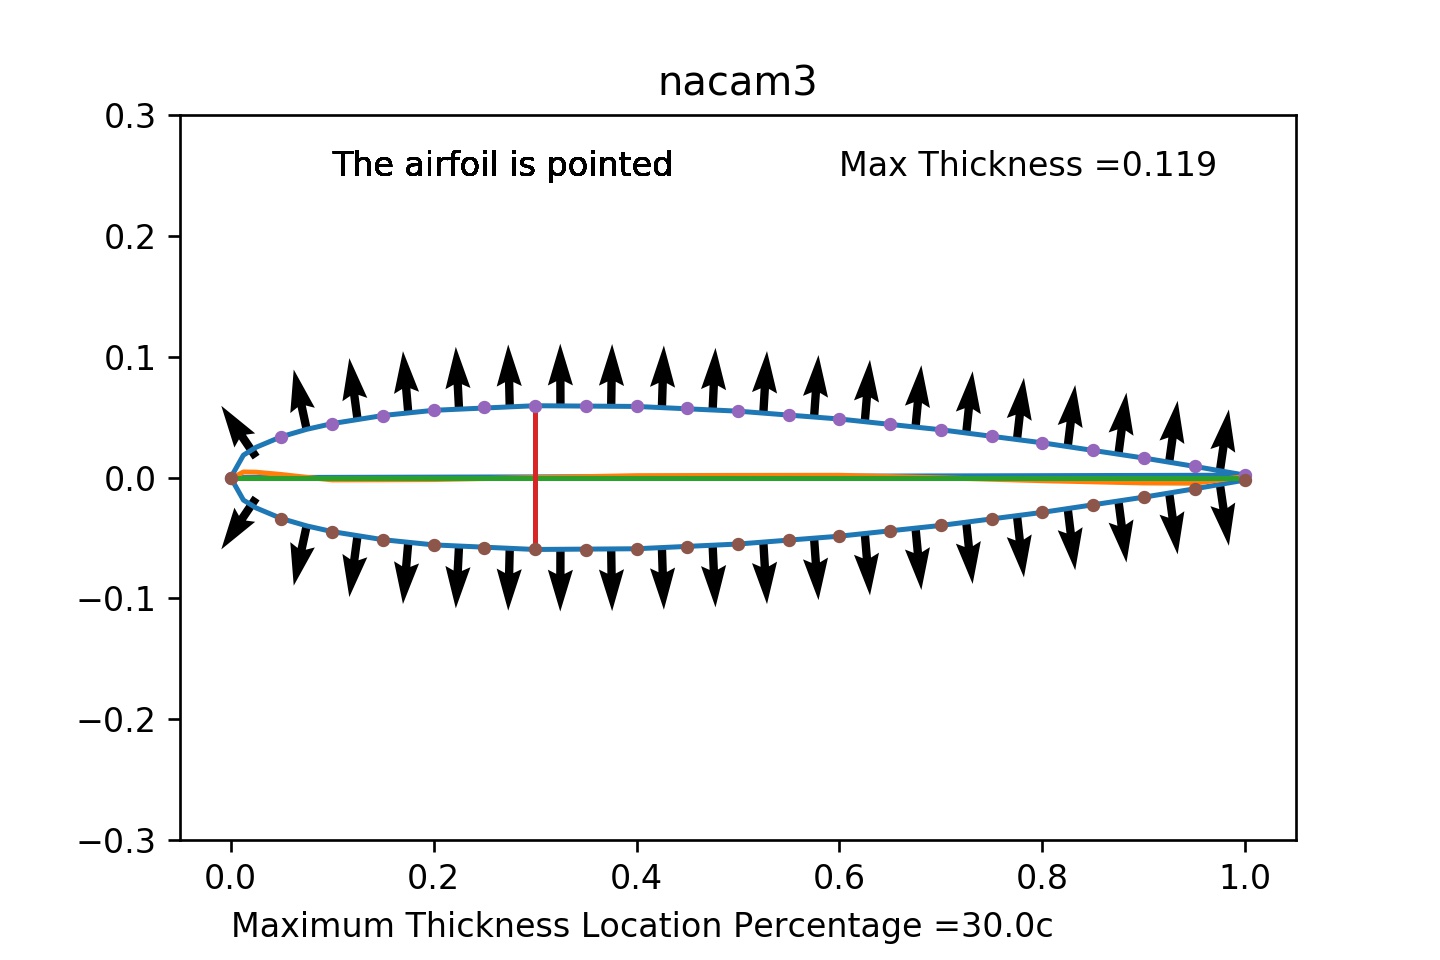 nacam3
0.3
The airfoil is pointed
Max Thickness =0.119
0.2
0.1
0.0
−0.1
−0.2
−0.3
0.0 0.2 0.4 0.6 0.8 1.0
Maximum Thickness Location Percentage =30.0c